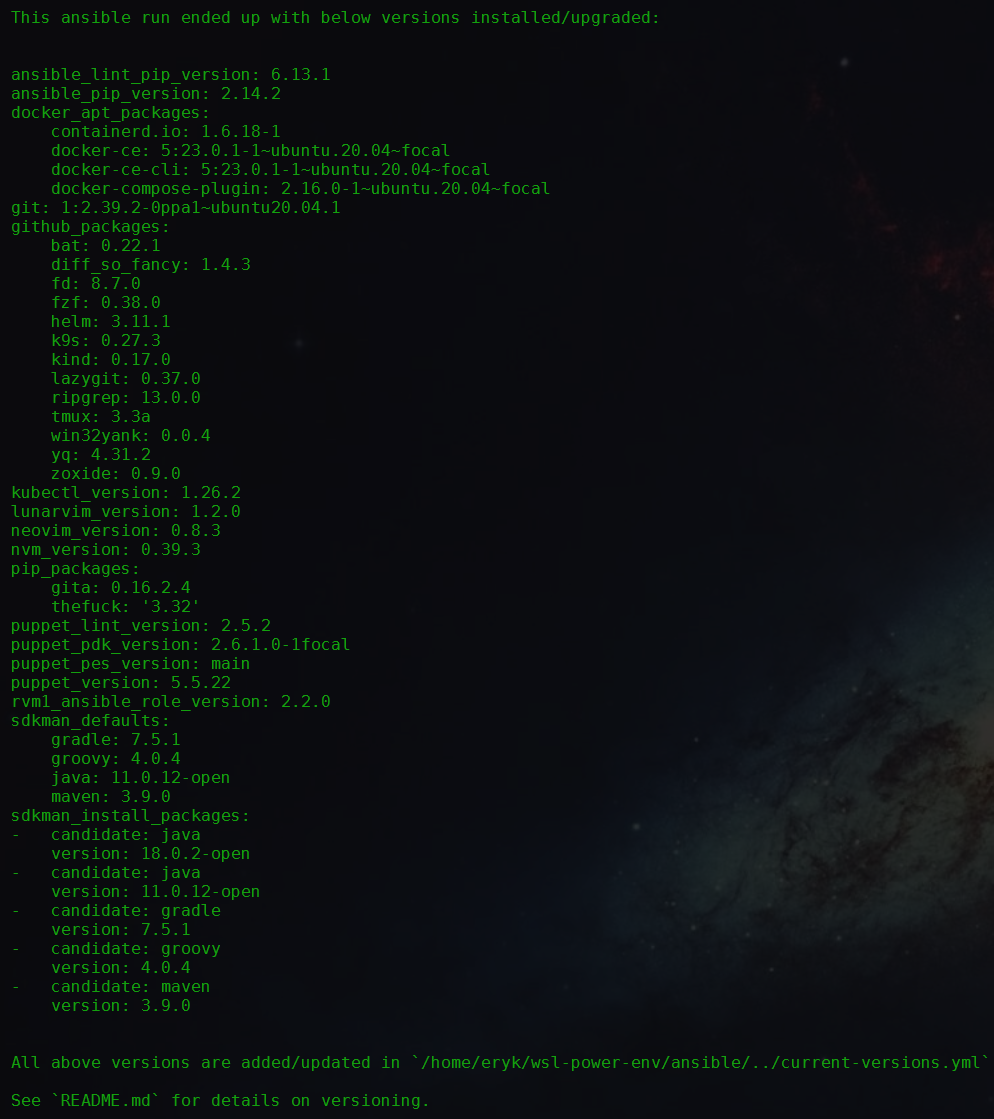 This ansible run ended up with below versions installed/upgraded:
ansible_lint_pip_version: 6.13.1
ansible_pip_version: 2.14.2
docker_apt_packages:
    containerd.io: 1.6.18-1
    docker-ce: 5:23.0.1-1~ubuntu.20.04~focal
    docker-ce-cli: 5:23.0.1-1~ubuntu.20.04~focal
    docker-compose-plugin: 2.16.0-1~ubuntu.20.04~focal
git: 1:2.39.2-0ppa1~ubuntu20.04.1
github_packages:
    bat: 0.22.1
    diff_so_fancy: 1.4.3
    fd: 8.7.0
    fzf: 0.38.0
    helm: 3.11.1
    k9s: 0.27.3
    kind: 0.17.0
    lazygit: 0.37.0
    ripgrep: 13.0.0
    tmux: 3.3a
    win32yank: 0.0.4
    yq: 4.31.2
    zoxide: 0.9.0
kubectl_version: 1.26.2
lunarvim_version: 1.2.0
neovim_version: 0.8.3
nvm_version: 0.39.3
pip_packages:
    gita: 0.16.2.4
    thefuck: '3.32'
puppet_lint_version: 2.5.2
puppet_pdk_version: 2.6.1.0-1focal
puppet_pes_version: main
puppet_version: 5.5.22
rvm1_ansible_role_version: 2.2.0
sdkman_defaults:
    gradle: 7.5.1
    groovy: 4.0.4
    java: 11.0.12-open
    maven: 3.9.0
sdkman_install_packages:
-   candidate: java
    version: 18.0.2-open
-   candidate: java
    version: 11.0.12-open
-   candidate: gradle
    version: 7.5.1
-   candidate: groovy
    version: 4.0.4
-   candidate: maven
    version: 3.9.0
All above versions are added/updated in `/home/eryk/wsl-power-env/ansible/../current-versions.yml`
See `README.md` for details on versioning.